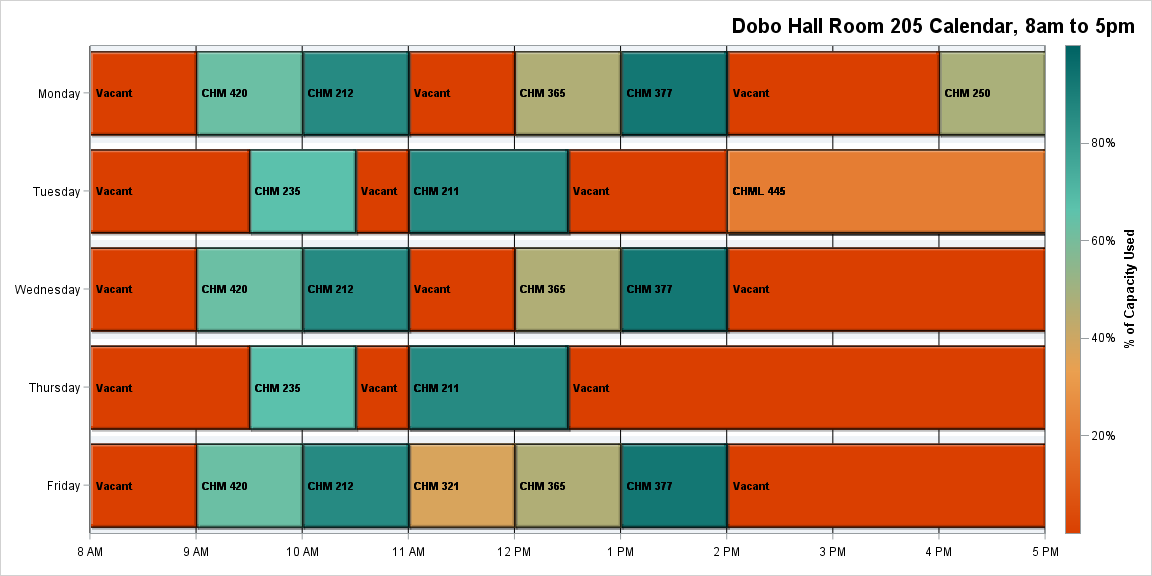 Dobo Hall Room 205 Calendar, 8am to 5pm
Monday
Vacant
CHM 420
CHM 212
Vacant
CHM 365
CHM 377
Vacant
CHM 250
Tuesday
Vacant
CHM 235
Vacant
CHM 211
Vacant
CHML 445
Wednesday
Vacant
CHM 420
CHM 212
Vacant
CHM 365
CHM 377
Vacant
Thursday
Vacant
CHM 235
Vacant
CHM 211
Vacant
Friday
Vacant
CHM 420
CHM 212
CHM 321
CHM 365
CHM 377
Vacant
8 AM
9 AM
10 AM
11 AM
12 PM
1 PM
2 PM
3 PM
4 PM
5 PM
80%
60%
40%
20%
% of Capacity Used